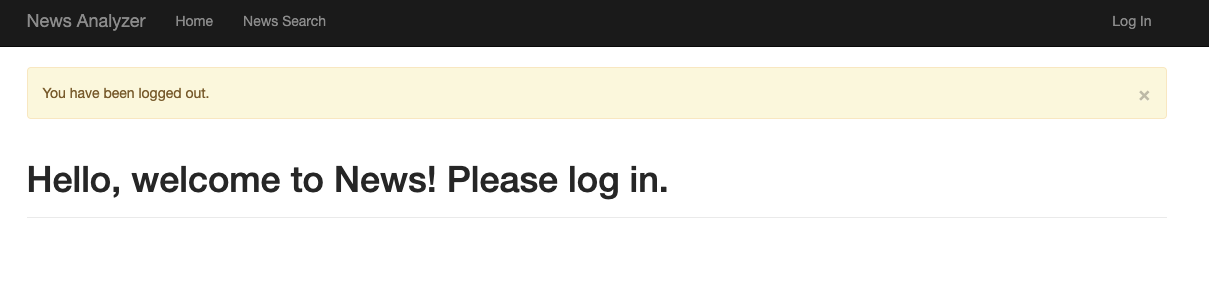 News Analyzer Home News Search Log In
You have been logged out. ×
Hello, welcome to News! Please log in.